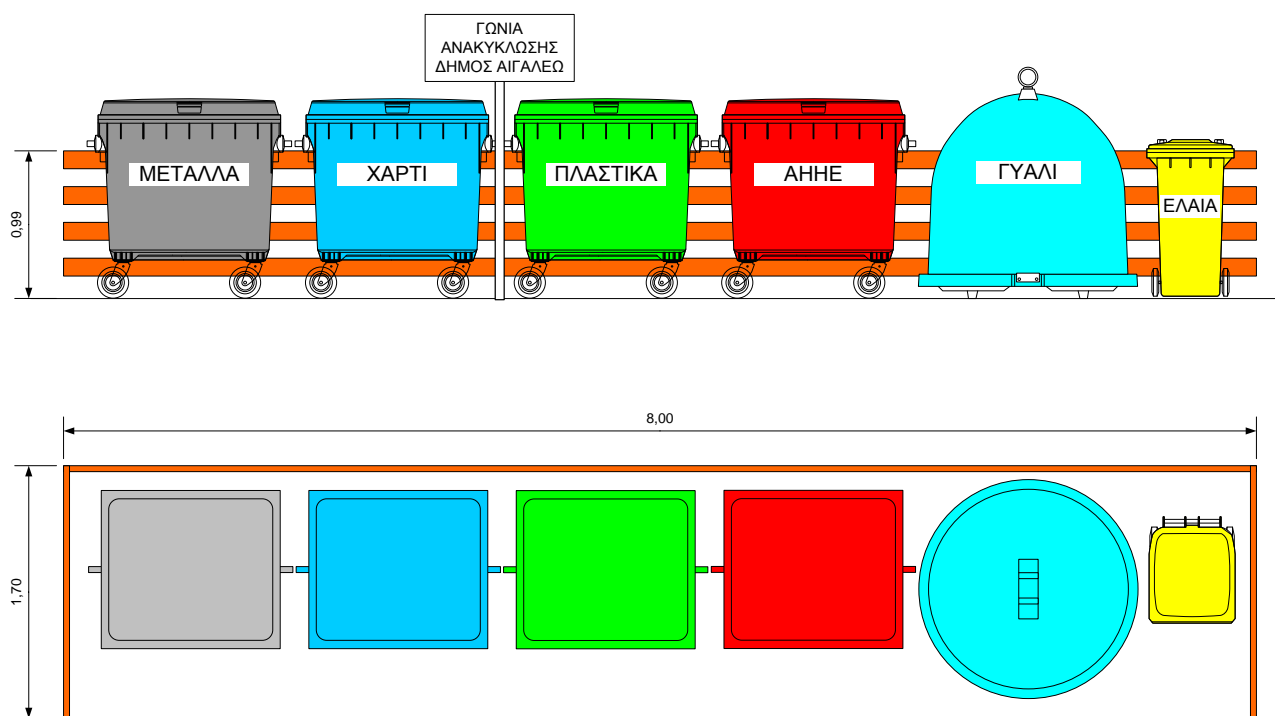 ΓΩΝΙΑ
ΑΝΑΚΥΚΛΩΣΗΣ
ΔΗΜΟΣ ΑΙΓΑΛΕΩ
ΜΕΤΑΛΛΑ
ΧΑΡΤΙ
ΠΛΑΣΤΙΚΑ
ΑΗΗΕ
ΓΥΑΛΙ
ΕΛΑΙΑ
0,99
8,00
1,70